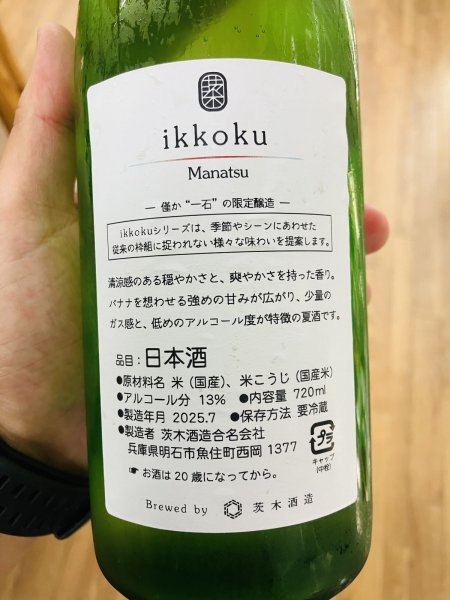 ikkoku
Manatsu
— 僅か“一石”の限定醸造 —
ikkokuシリーズは、季節やシーンにあわせた
従来の枠組に捉われない様々な味わいを提案します。
清涼感のある穏やかさと、爽やかさを持った香り。
バナナを想わせる強めの甘みが広がり、少量の
ガス感と、低めのアルコール度が特徴の夏酒です。
品目：日本酒
●原材料名 米（国産）、米こうじ（国産米）
●アルコール分 13% ●内容量 720ml
●製造年月 2025.7 ●保存方法 要冷蔵
●製造者 茨木酒造合名会社
兵庫県明石市魚住町西岡 1377
プラ
キャップ
（中栓）
☛ お酒は20歳になってから。
Brewed by 茨木酒造